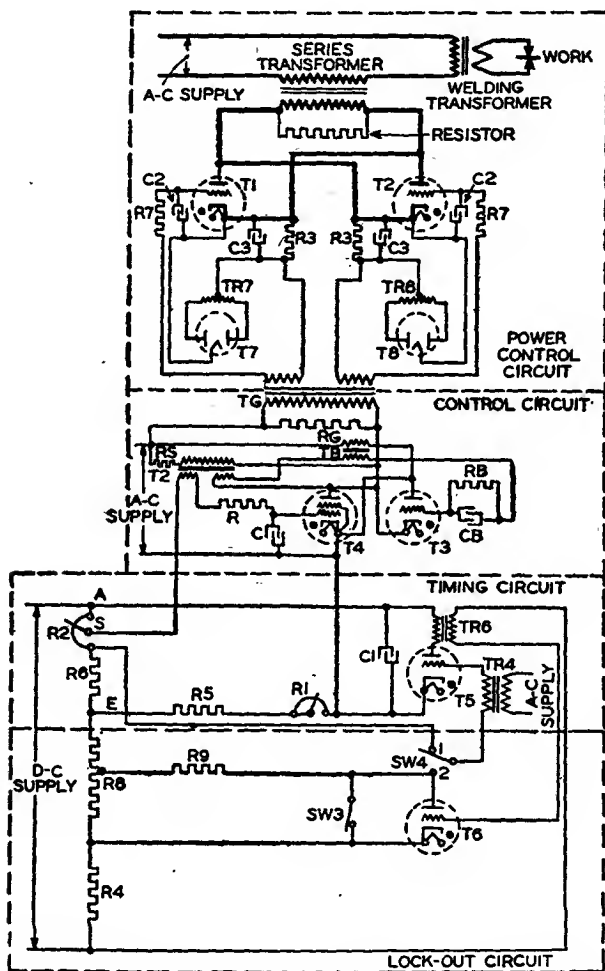 SERIES
TRANSFORMER
WORK
A-C SUPPLY
WELDING
TRANSFORMER
RESISTOR
C2
T1
T2
C2
R7
R7
C3
R3
R3
C3
TR7
TR8
T7
T8
POWER
CONTROL
CIRCUIT
TG
CONTROL CIRCUIT
RG
RS
TB
T2
RB
A-C
SUPPLY
R
C
T4
T3
CB
TIMING CIRCUIT
A
S
R2
TR6
C1
R6
TR4
E
R5
R1
T5
A-C
SUPPLY
1
SW4
2
D-C
SUPPLY
R9
R8
SW3
T6
R4
LOCK-OUT CIRCUIT